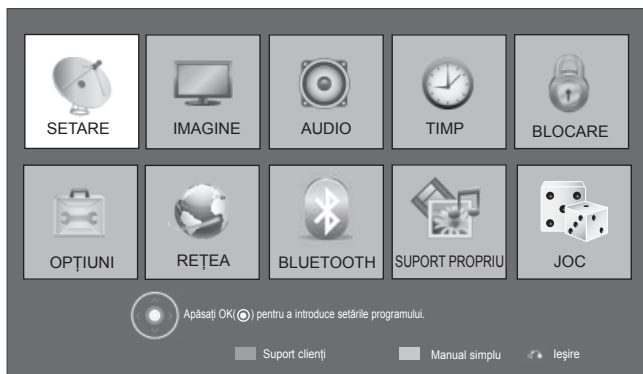 SETARE
IMAGINE
AUDIO
TIMP
BLOCARE
OPȚIUNI
REȚEA
BLUETOOTH
SUPORT PROPRIU
JOC
Apăsați OK(◉) pentru a introduce setările programului.
Suport clienți
Manual simplu
Ieșire